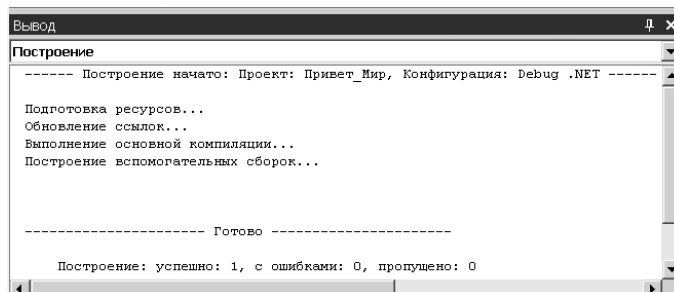 Вывод
Построение
------ Построение начато: Проект: Привет_Мир, Конфигурация: Debug .NET ------
Подготовка ресурсов...
Обновление ссылок...
Выполнение основной компиляции...
Построение вспомогательных сборок...
---------------------- Готово ----------------------
Построение: успешно: 1, с ошибками: 0, пропущено: 0